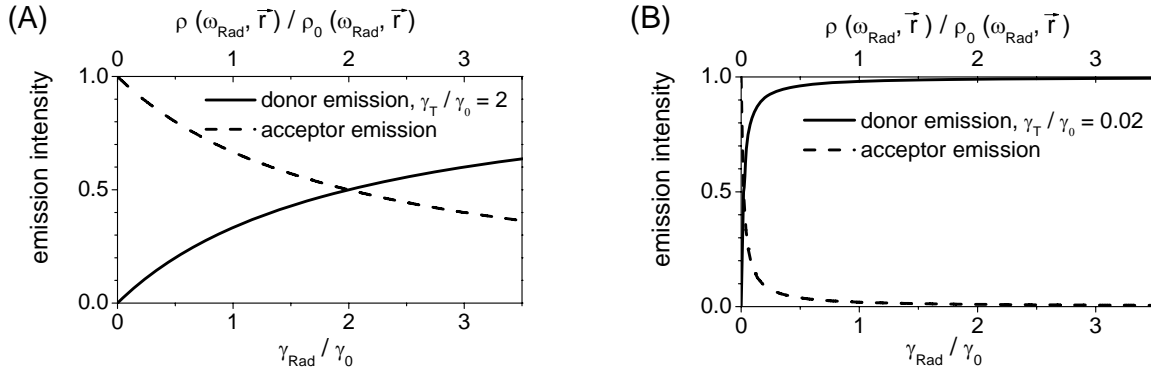 (A)
ρ (ω_Rad, r⃗) / ρ_0 (ω_Rad, r⃗)
0 1 2 3
emission intensity
1.0
0.5
0.0
donor emission, γ_T / γ_0 = 2
acceptor emission
0 1 2 3
γ_Rad / γ_0
(B)
ρ (ω_Rad, r⃗) / ρ_0 (ω_Rad, r⃗)
0 1 2 3
emission intensity
1.0
0.5
0.0
donor emission, γ_T / γ_0 = 0.02
acceptor emission
0 1 2 3
γ_Rad / γ_0